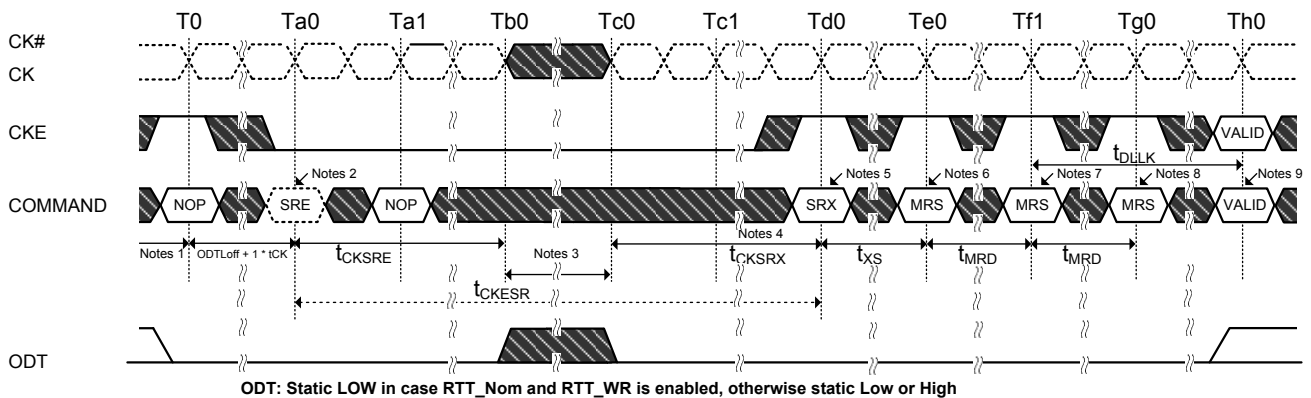 T0 Ta0 Ta1 Tb0 Tc0 Tc1 Td0 Te0 Tf1 Tg0 Th0
CK#
CK
CKE
VALID
tDLLK
Notes 2 Notes 5 Notes 6 Notes 7 Notes 8 Notes 9
COMMAND NOP SRE NOP SRX MRS MRS MRS VALID
Notes 1 ODTLoff + 1 * tCK tCKSRE Notes 3 Notes 4 tCKSRX tXS tMRD tMRD
tCKESR
ODT
ODT: Static LOW in case RTT_Nom and RTT_WR is enabled, otherwise static Low or High